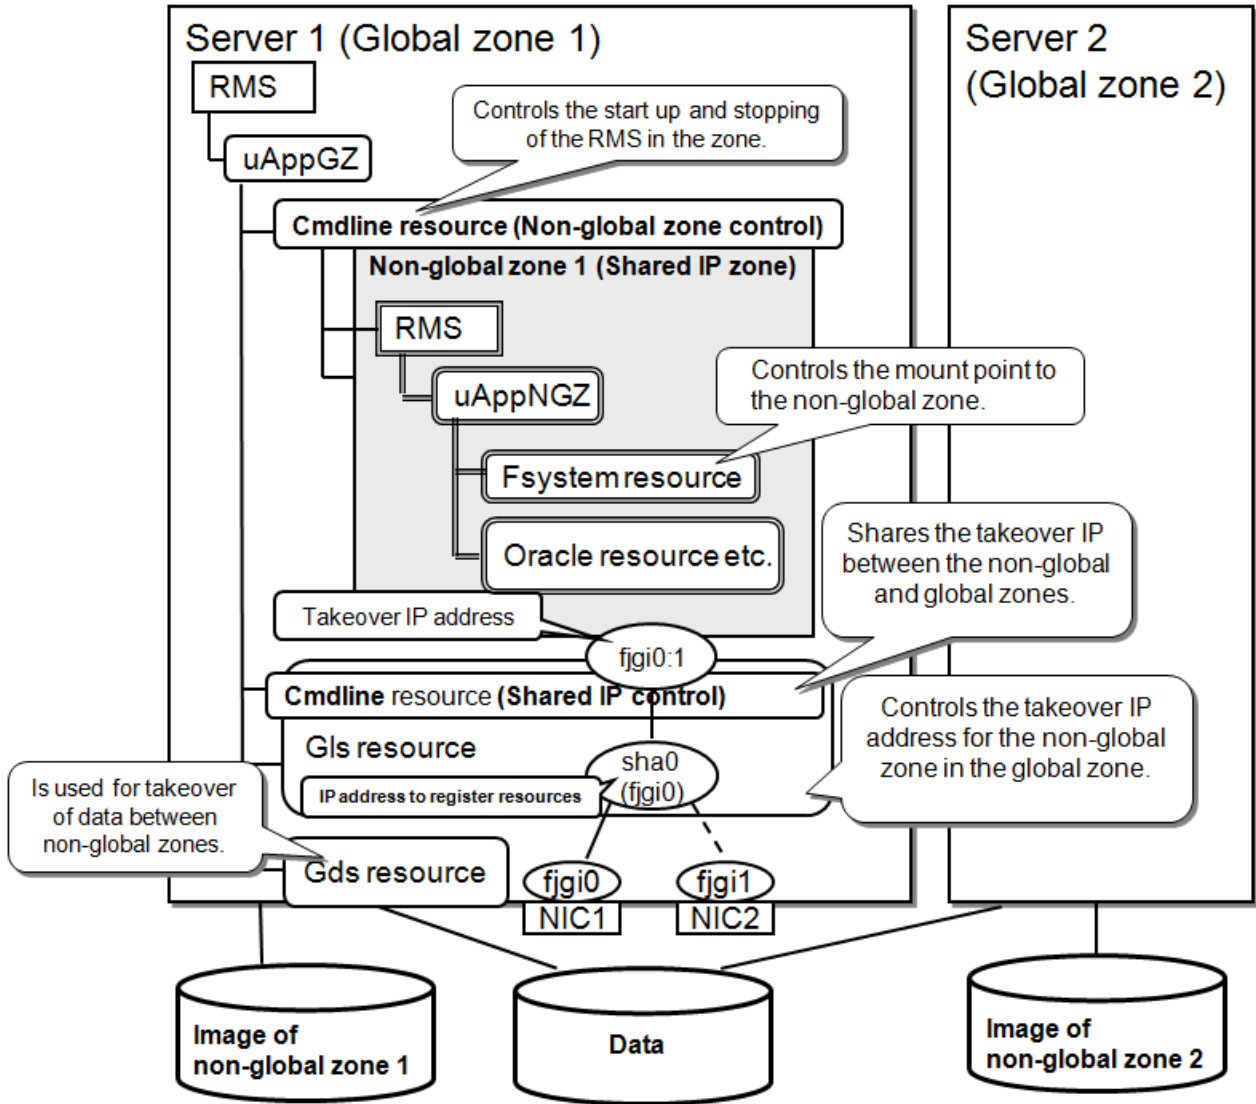 Server 1 (Global zone 1)
RMS
uAppGZ
Controls the start up and stopping
of the RMS in the zone.
Cmdline resource (Non-global zone control)
Non-global zone 1 (Shared IP zone)
RMS
uAppNGZ
Controls the mount point to
the non-global zone.
Fsystem resource
Oracle resource etc.
Shares the takeover IP
between the non-global
and global zones.
Takeover IP address
fjgi0:1
Cmdline resource (Shared IP control)
Controls the takeover IP
address for the non-global
zone in the global zone.
Gls resource
sha0
(fjgi0)
IP address to register resources
Is used for takeover
of data between
non-global zones.
Gds resource
fjgi0
NIC1
fjgi1
NIC2
Server 2
(Global zone 2)
Image of
non-global zone 1
Data
Image of
non-global zone 2